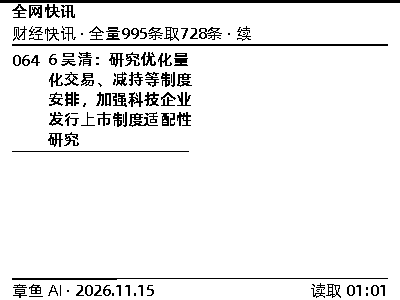 全网快讯
财经快讯 · 全量995条取728条 · 续
064 6 吴清：研究优化量
化交易、减持等制度
安排，加强科技企业
发行上市制度适配性
研究
章鱼 AI · 2026.11.15
读取 01:01